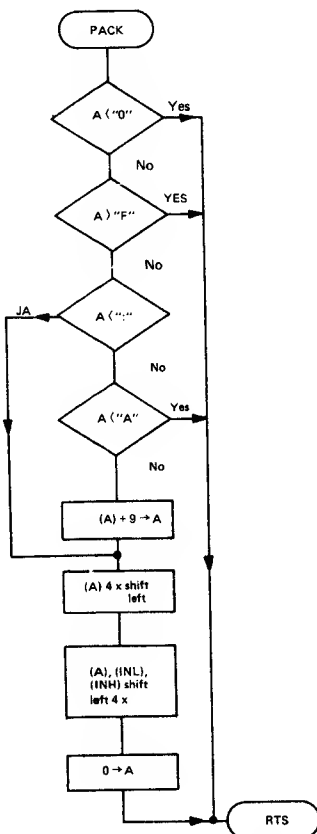 PACK
A ⟨ "0"
Yes
No
A ⟩ "F"
YES
No
A ⟨ ":"
JA
No
A ⟨ "A"
Yes
No
(A) + 9 → A
(A) 4 x shift
left
(A), (INL),
(INH) shift
left 4 x
0 → A
RTS